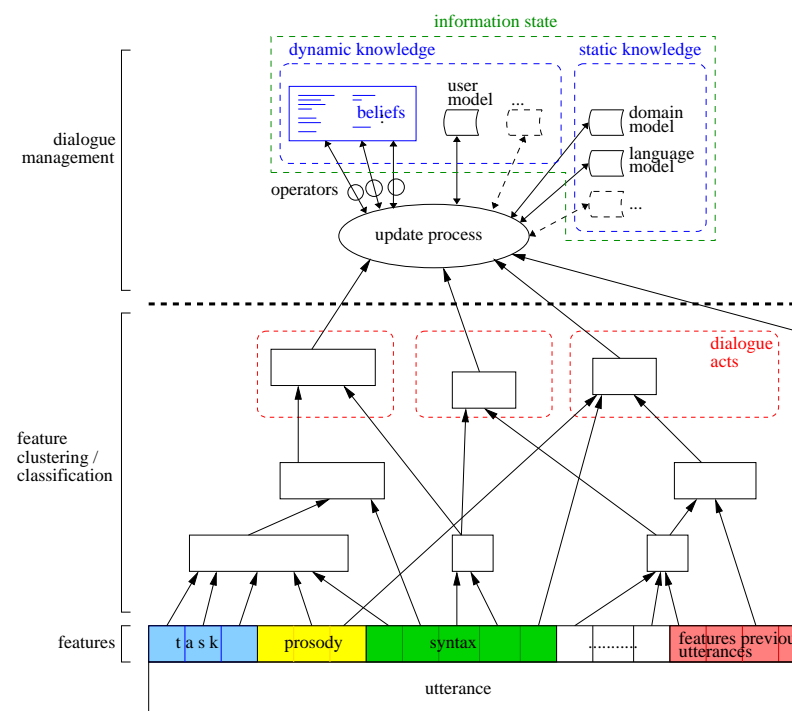 information state
dynamic knowledge
static knowledge
user
model
...
beliefs
domain
model
language
model
...
dialogue
management
operators
update process
dialogue
acts
feature
clustering /
classification
features
t a s k
prosody
syntax
..........
features previou
utterances
utterance